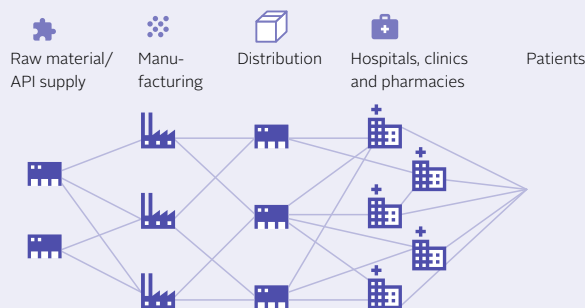 Raw material/
API supply
Manu-
facturing
Distribution
Hospitals, clinics
and pharmacies
Patients